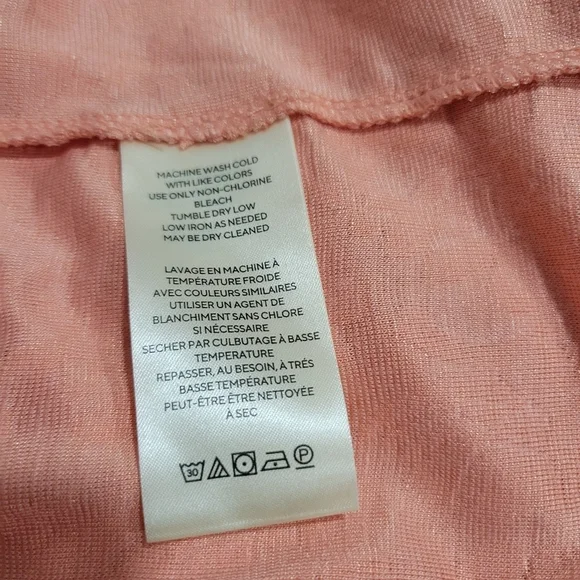 MACHINE WASH COLD
WITH LIKE COLORS
USE ONLY NON-CHLORINE
BLEACH
TUMBLE DRY LOW
LOW IRON AS NEEDED
MAY BE DRY CLEANED
LAVAGE EN MACHINE À
TEMPÉRATURE FROIDE
AVEC COULEURS SIMILAIRES
UTILISER UN AGENT DE
BLANCHIMENT SANS CHLORE
SI NÉCESSAIRE
SECHER PAR CULBUTAGE À BASSE
TEMPERATURE
REPASSER, AU BESOIN, À TRÉS
BASSE TEMPÉRATURE
PEUT-ÊTRE ÊTRE NETTOYÉE
À SEC
30 P